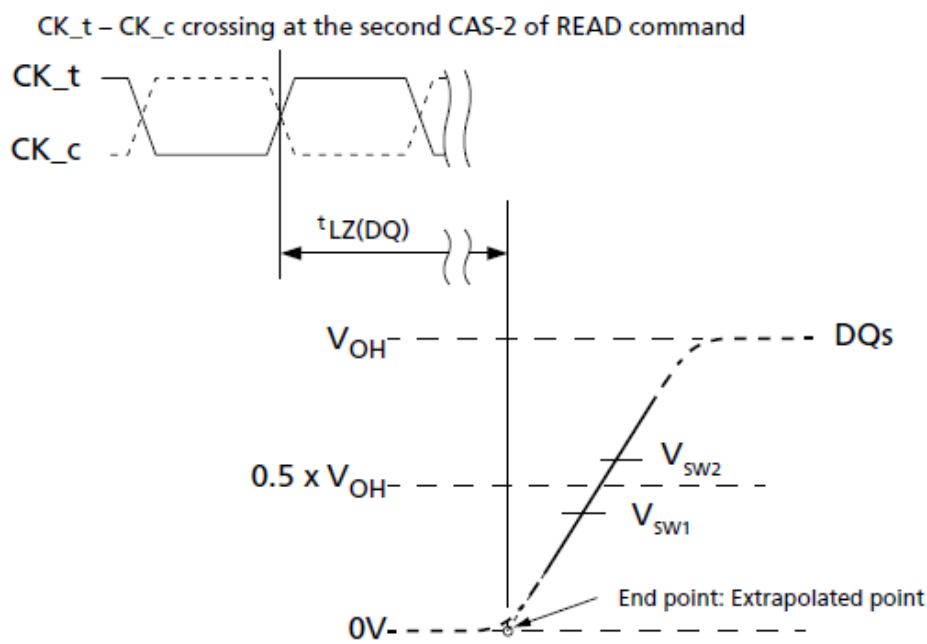 CK_t – CK_c crossing at the second CAS-2 of READ command
CK_t
CK_c
tLZ(DQ)
VOH
DQs
VSW2
0.5 x VOH
VSW1
End point: Extrapolated point
0V